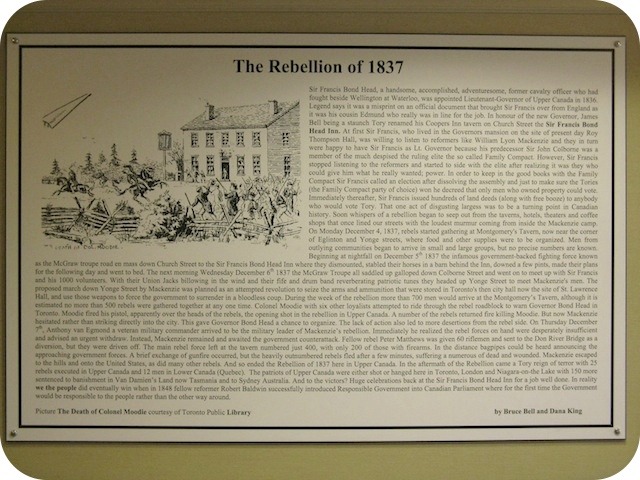 The Rebellion of 1837
Sir Francis Bond Head, a handsome, accomplished, adventuresome, former cavalry officer who had
fought beside Wellington at Waterloo, was appointed Lieutenant-Governor of Upper Canada in 1836.
Legend says it was a misprint on an official document that brought Sir Francis over from England as
it was his cousin Edmund who really was in line for the job. In honour of the new Governor, James
Bell being a staunch Tory renamed his Coopers Inn tavern on Church Street the Sir Francis Bond
Head Inn. At first Sir Francis, who lived in the Governors mansion on the site of present day Roy
Thompson Hall, was willing to listen to reformers like William Lyon Mackenzie and they in turn
were happy to have Sir Francis as Lt. Governor because his predecessor Sir John Colborne was a
member of the much despised the ruling elite the so called Family Compact. However, Sir Francis
stopped listening to the reformers and started to side with the elite after realizing it was they who
could give him what he really wanted; power. In order to keep in the good books with the Family
Compact Sir Francis called an election after dissolving the assembly and just to make sure the Tories
(the Family Compact party of choice) won he decreed that only men who owned property could vote.
Immediately thereafter, Sir Francis issued hundreds of land deeds (along with free booze) to anybody
who would vote Tory. That one act of disgusting largess was to be a turning point in Canadian
history. Soon whispers of a rebellion began to seep out from the taverns, hotels, theaters and coffee
shops that once lined our streets with the loudest murmur coming from inside the Mackenzie camp.
On Monday December 4, 1837, rebels started gathering at Montgomery's Tavern, now near the corner
of Eglinton and Yonge streets, where food and other supplies were to be organized. Men from
outlying communities began to arrive in small and large groups, but no precise numbers are known.
Beginning at nightfall on December 5th 1837 the infamous government-backed fighting force known
as the McGraw troupe road en mass down Church Street to the Sir Francis Bond Head Inn where they dismounted, stabled their horses in a barn behind the Inn, downed a few pints, made their plans
for the following day and went to bed. The next morning Wednesday December 6th 1837 the McGraw Troupe all saddled up galloped down Colborne Street and went on to meet up with Sir Francis
and his 1000 volunteers. With their Union Jacks billowing in the wind and their fife and drum band reverberating patriotic tunes they headed up Yonge Street to meet Mackenzie's men. The
proposed march down Yonge Street by Mackenzie was planned as an attempted revolution to seize the arms and ammunition that were stored in Toronto's then city hall now the site of St. Lawrence
Hall, and use those weapons to force the government to surrender in a bloodless coup. During the week of the rebellion more than 700 men would arrive at the Montgomery's Tavern, although it is
estimated no more than 500 rebels were gathered together at any one time. Colonel Moodie with six other loyalists attempted to ride through the rebel roadblock to warn Governor Bond Head in
Toronto. Moodie fired his pistol, apparently over the heads of the rebels, the opening shot in the rebellion in Upper Canada. A number of the rebels returned fire killing Moodie. But now Mackenzie
hesitated rather than striking directly into the city. This gave Governor Bond Head a chance to organize. The lack of action also led to more desertions from the rebel side. On Thursday December
7th, Anthony van Egmond a veteran military commander arrived to be the military leader of Mackenzie's rebellion. Immediately he realized the rebel forces on hand were desperately insufficient
and advised an urgent withdraw. Instead, Mackenzie remained and awaited the government counterattack. Fellow rebel Peter Matthews was given 60 riflemen and sent to the Don River Bridge as a
diversion, but they were driven off. The main rebel force left at the tavern numbered just 400, with only 200 of those with firearms. In the distance bagpipes could be heard announcing the
approaching government forces. A brief exchange of gunfire occurred, but the heavily outnumbered rebels fled after a few minutes, suffering a numerous of dead and wounded. Mackenzie escaped
to the hills and onto the United States, as did many other rebels. And so ended the Rebellion of 1837 here in Upper Canada. In the aftermath of the Rebellion came a Tory reign of terror with 25
rebels executed in Upper Canada and 12 men in Lower Canada (Quebec). The patriots of Upper Canada were either shot or hanged here in Toronto, London and Niagara-on-the Lake with 150 more
sentenced to banishment in Van Damien's Land now Tasmania and to Sydney Australia. And to the victors? Huge celebrations back at the Sir Francis Bond Head Inn for a job well done. In reality
we the people did eventually win when in 1848 fellow reformer Robert Baldwin successfully introduced Responsible Government into Canadian Parliament where for the first time the Government
would be responsible to the people rather than the other way around.
Picture The Death of Colonel Moodie courtesy of Toronto Public Library
by Bruce Bell and Dana King
DEATH OF COL. MOODIE